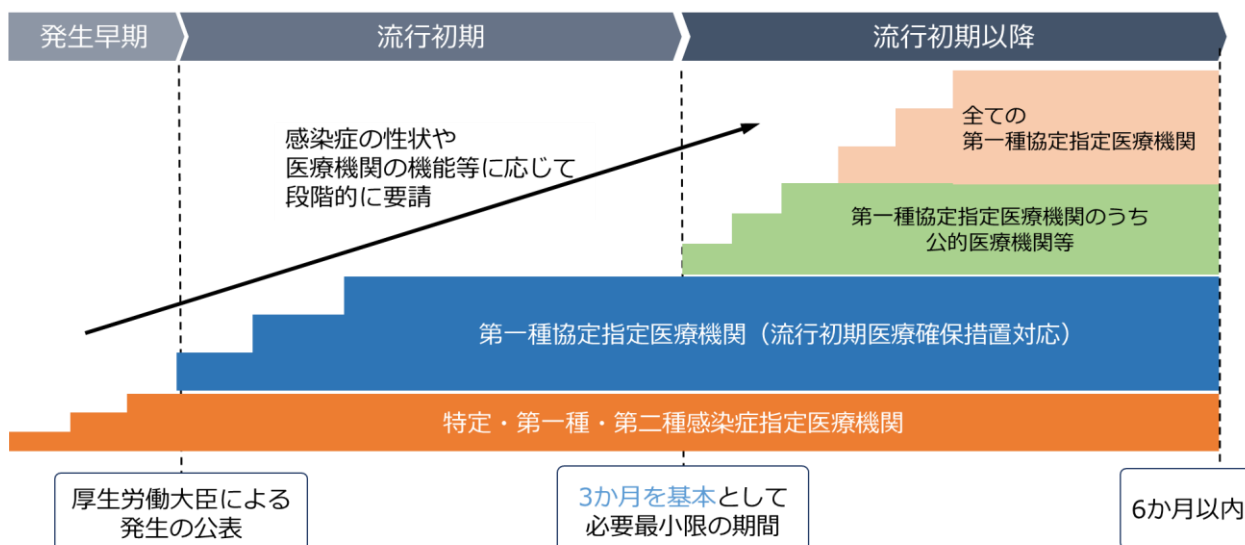 発生早期
流行初期
流行初期以降
感染症の性状や
医療機関の機能等に応じて
段階的に要請
全ての
第一種協定指定医療機関
第一種協定指定医療機関のうち
公的医療機関等
第一種協定指定医療機関（流行初期医療確保措置対応）
特定・第一種・第二種感染症指定医療機関
厚生労働大臣による
発生の公表
3か月を基本として
必要最小限の期間
6か月以内